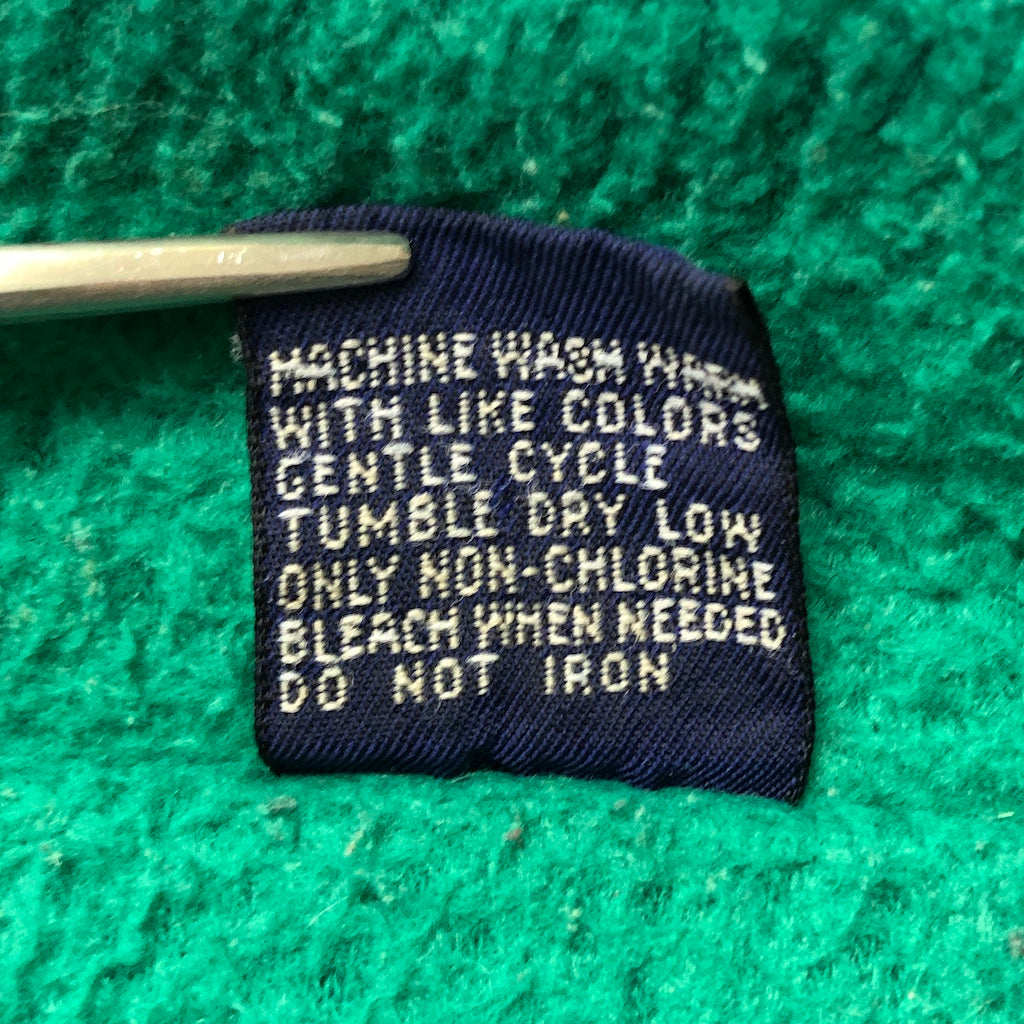 MACHINE WASH WARM
WITH LIKE COLORS
GENTLE CYCLE
TUMBLE DRY LOW
ONLY NON-CHLORINE
BLEACH WHEN NEEDED
DO NOT IRON